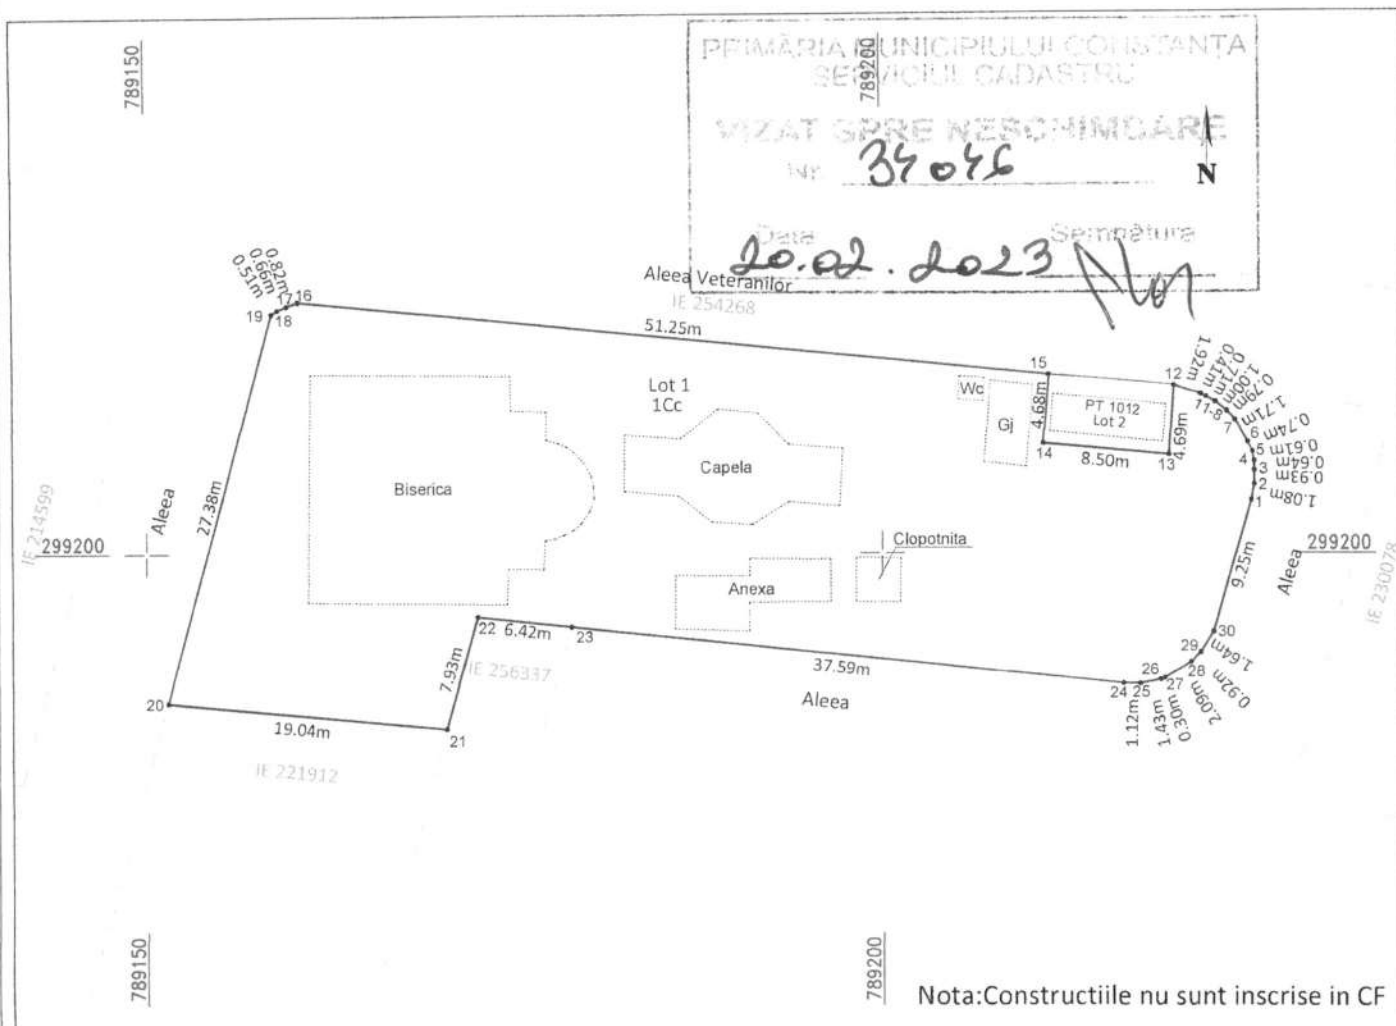 789150
789200
PRIMĂRIA MUNICIPIULUI CONSTANȚA
SERVICIUL CADASTRU
VIZAT SPRE NESCHIMBARE
Nr. 34046
N
Data Semnătura
20.02.2023
Aleea Veteranilor
IE 254268
0.82m
0.66m
0.51m
19
18
17
16
51.25m
15
12
1.92m
0.41m
0.71m
1.00m
0.79m
1.71m
0.74m
0.61m
0.64m
0.93m
1.08m
11-8
7
6
5
4
3
2
1
Lot 1
1Cc
Wc
Gj
4.68m
PT 1012
Lot 2
4.69m
14
8.50m
13
Biserica
Capela
27.38m
Aleea
IE 214599
299200
Clopotnita
299200
Aleea
IE 230078
9.25m
Anexa
22
6.42m
23
7.93m
IE 256337
37.59m
Aleea
30
29
28
27
26
25
24
1.64m
0.92m
2.09m
0.30m
1.43m
1.12m
20
19.04m
21
IE 221912
789150
789200
Nota:Constructiile nu sunt inscrise in CF